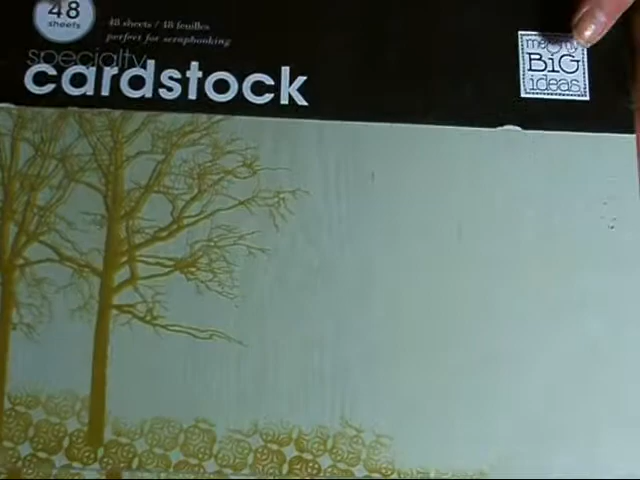 48
sheets
48 sheets / 48 feuilles
perfect for scrapbooking
specialty
cardstock
me & my
BiG
ideas